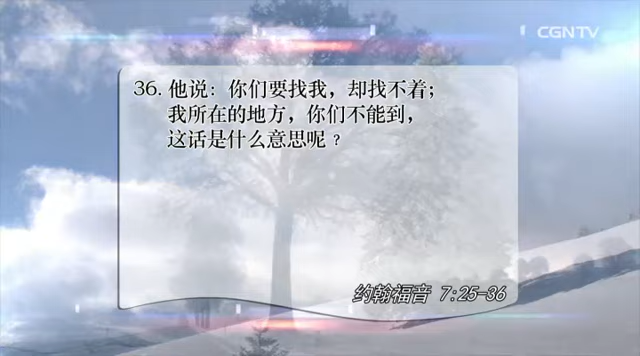 CGNTV
36. 他说：你们要找我，却找不着；
我所在的地方，你们不能到，
这话是什么意思呢？
约翰福音 7:25-36